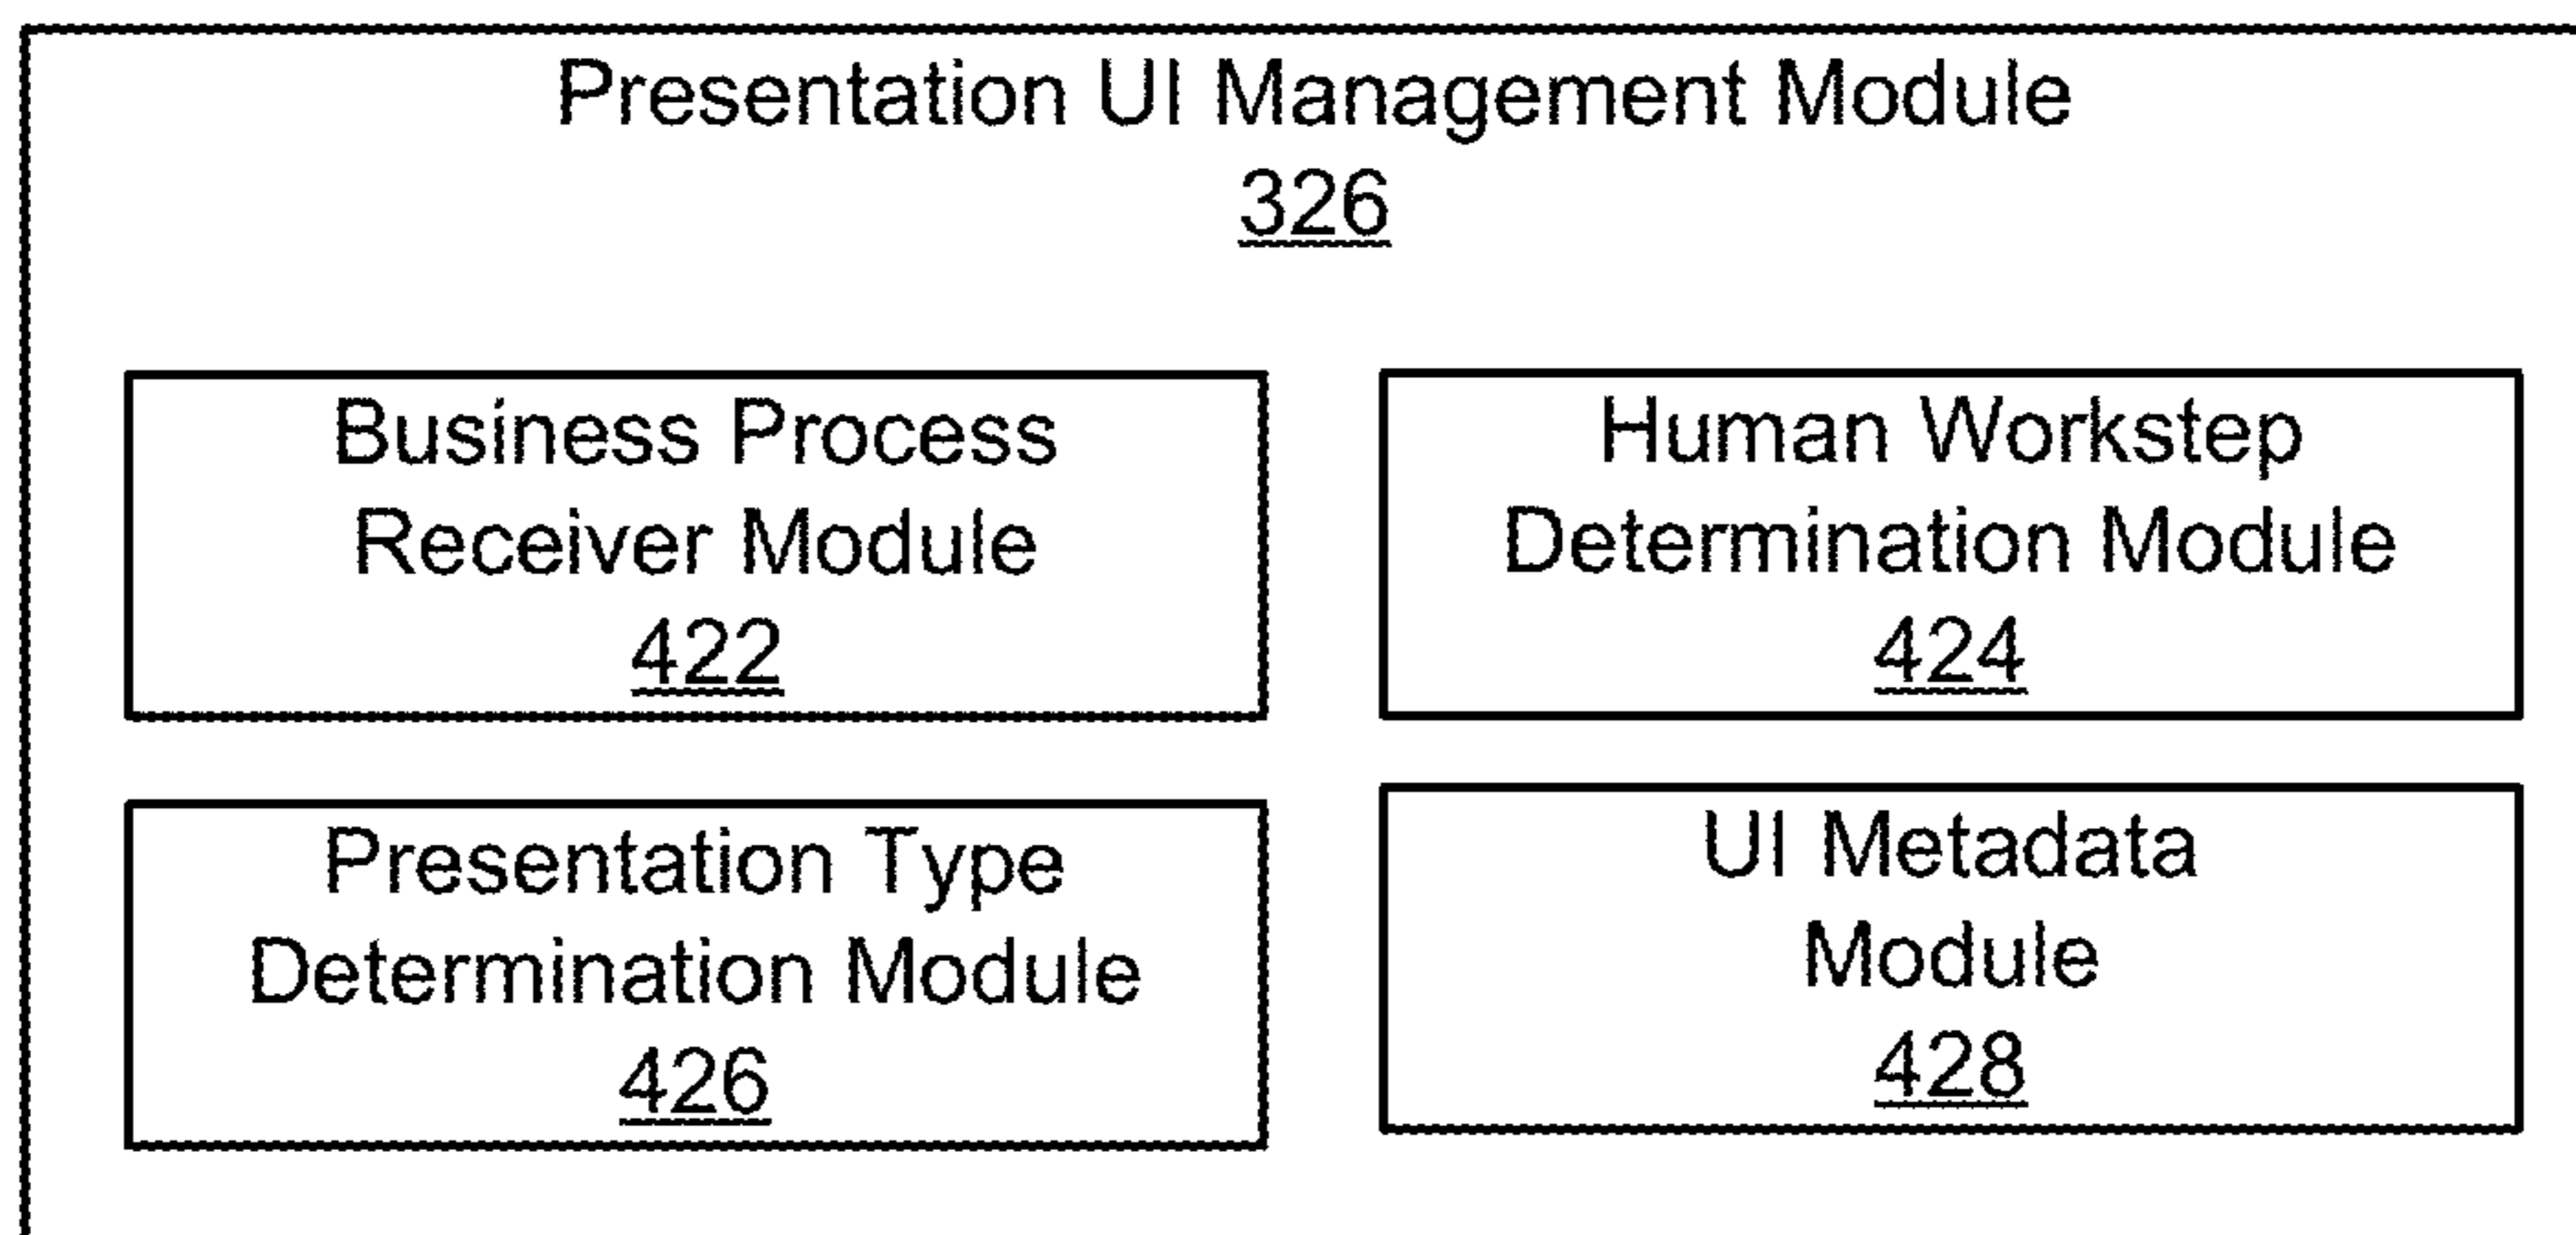 Presentation UI Management Module
326
Business Process
Receiver Module
422
Human Workstep
Determination Module
424
Presentation Type
Determination Module
426
UI Metadata
Module
428